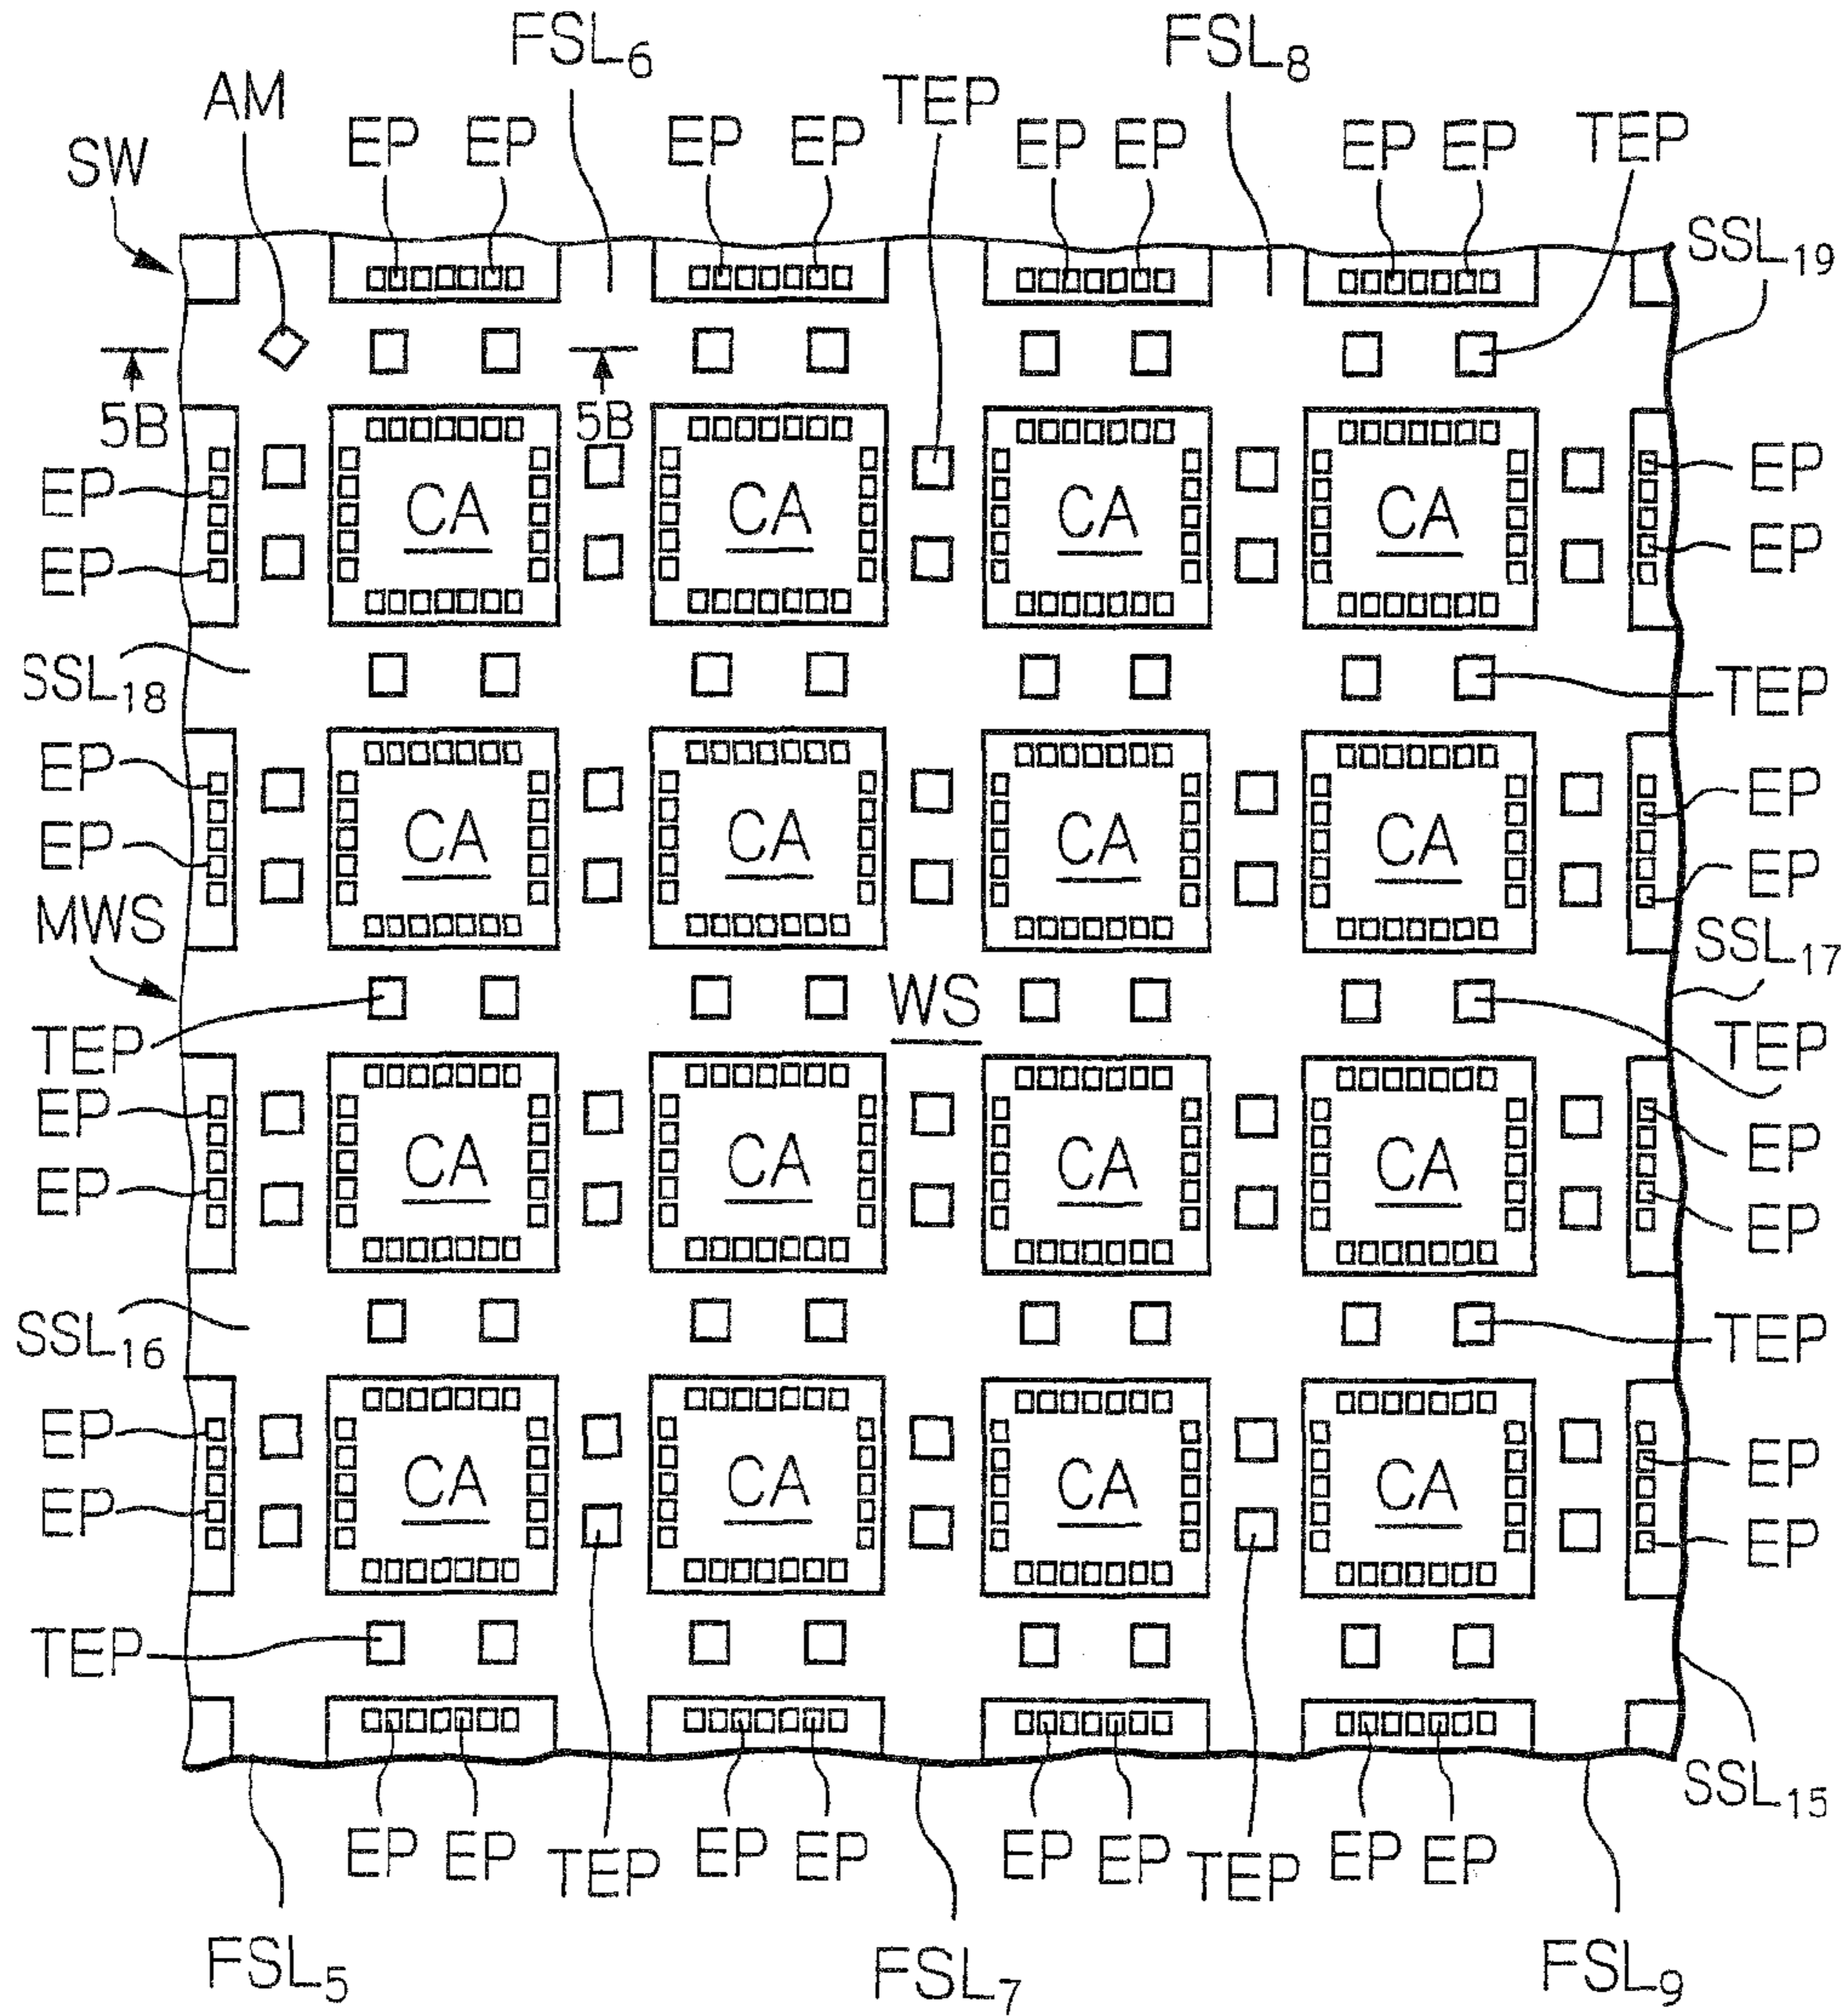 FSL6 FSL8
AM TEP
EP EP EP EP EP EP EP EP TEP
SW
SSL19
5B 5B
EP EP
CA CA CA CA
EP EP
SSL18 TEP
EP EP
CA CA CA CA
EP EP
MWS SSL17
WS
TEP TEP
EP EP
CA CA CA CA
EP EP
SSL16 TEP
EP EP
CA CA CA CA
EP EP
TEP
SSL15
EP EP TEP EP EP EP EP TEP EP EP
FSL5 FSL7 FSL9